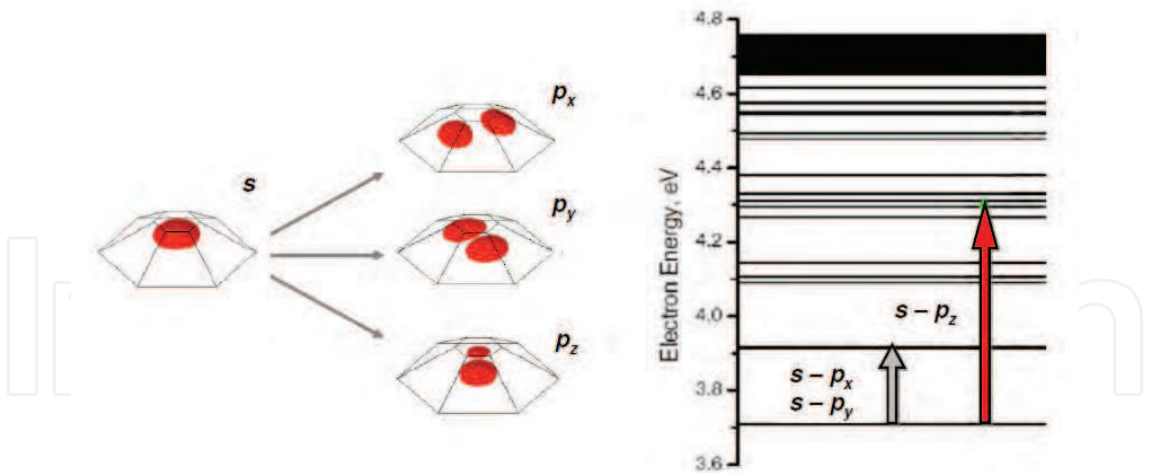 s
p_x
p_y
p_z
4.8
4.6
4.4
4.2
4.0
3.8
3.6
Electron Energy, eV
s – p_z
s – p_x
s – p_y